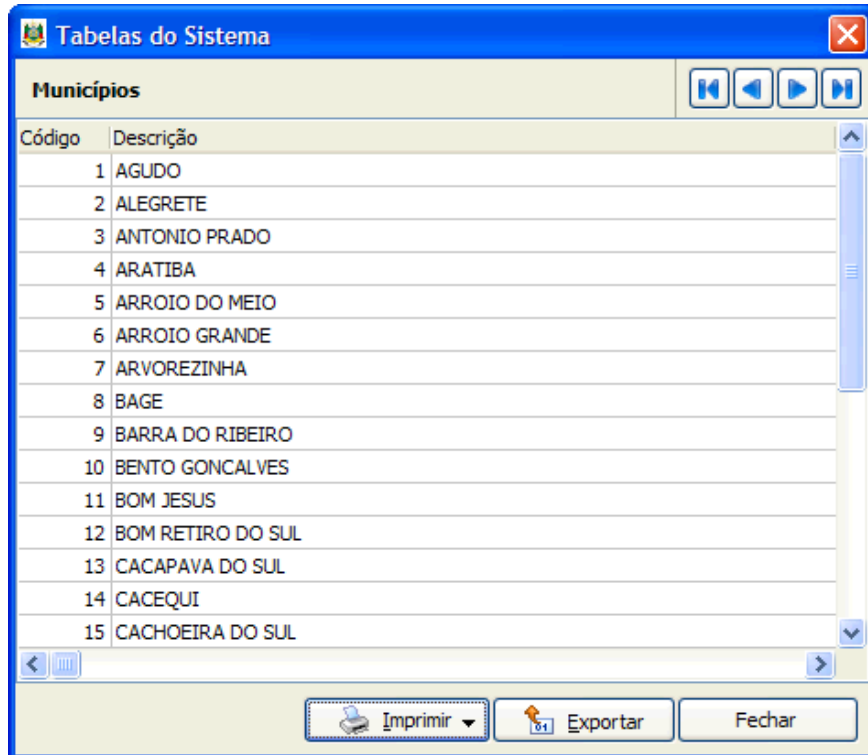 Tabelas do Sistema
Municípios
Código Descrição
1 AGUDO
2 ALEGRETE
3 ANTONIO PRADO
4 ARATIBA
5 ARROIO DO MEIO
6 ARROIO GRANDE
7 ARVOREZINHA
8 BAGE
9 BARRA DO RIBEIRO
10 BENTO GONCALVES
11 BOM JESUS
12 BOM RETIRO DO SUL
13 CACAPAVA DO SUL
14 CACEQUI
15 CACHOEIRA DO SUL
Imprimir Exportar Fechar